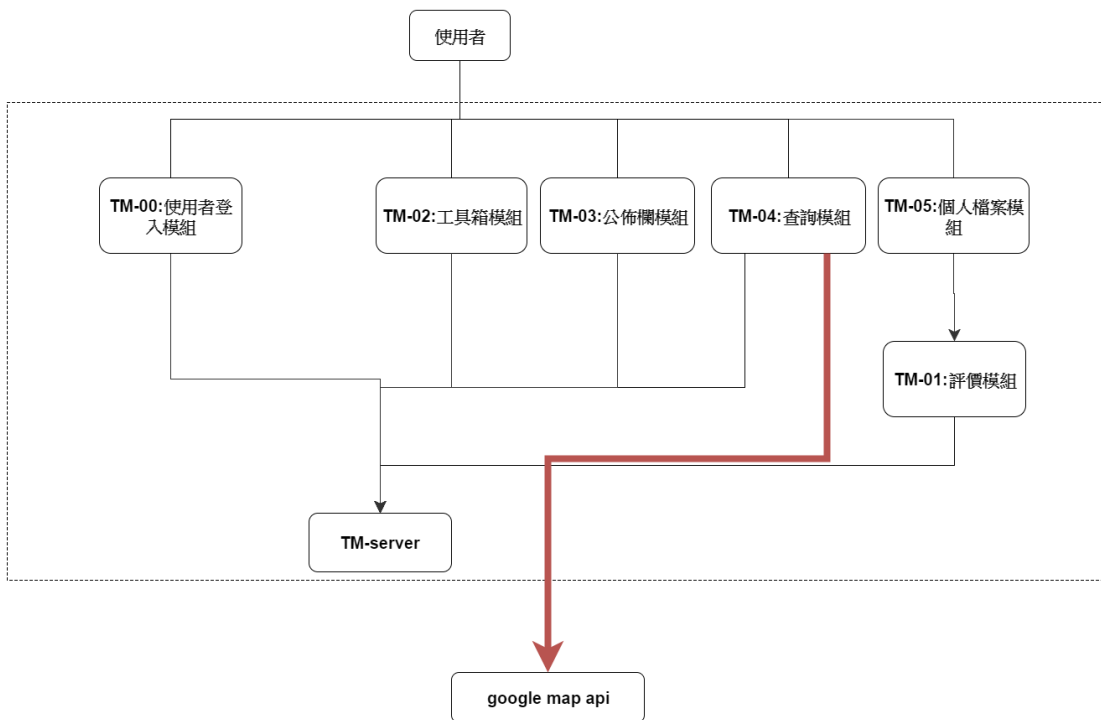 使用者
TM-00:使用者登
入模組
TM-02:工具箱模組
TM-03:公佈欄模組
TM-04:查詢模組
TM-05:個人檔案模
組
TM-01:評價模組
TM-server
google map api